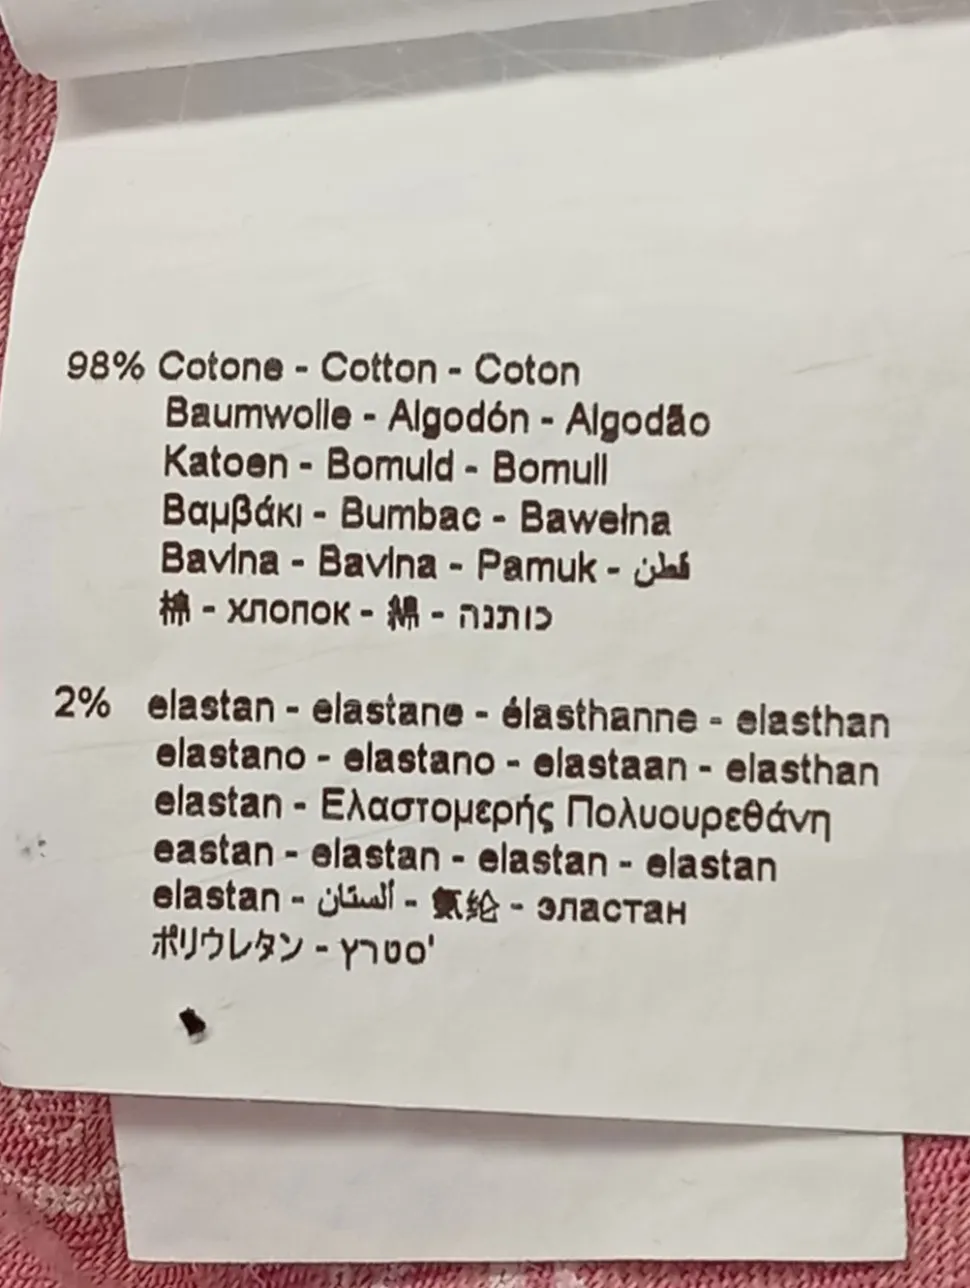 98% Cotone - Cotton - Coton
Baumwolle - Algodón - Algodão
Katoen - Bomuld - Bomull
Βαμβάκι - Bumbac - Bawełna
Bavlna - Bavlna - Pamuk - قطن
棉 - хлопок - 綿 - כותנה
2% elastan - elastane - élasthanne - elasthan
elastano - elastano - elastaan - elasthan
elastan - Ελαστομερής Πολυουρεθάνη
eastan - elastan - elastan - elastan
elastan - ألستان - 氨纶 - эластан
ポリウレタン - סטרץ'